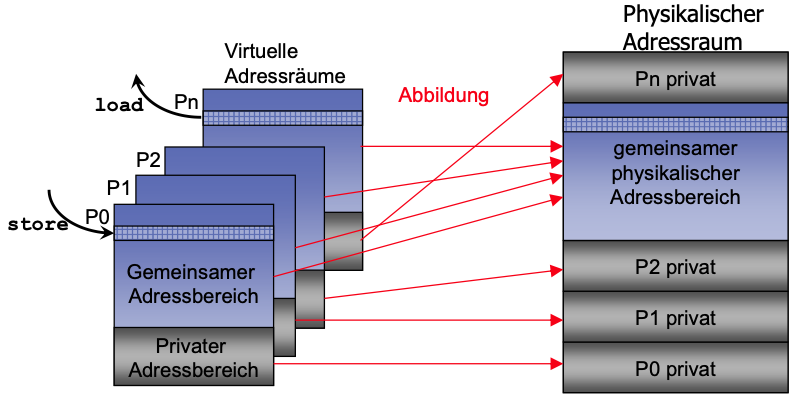 Physikalischer
Adressraum
Virtuelle
Adressräume
Abbildung
load
Pn
P2
P1
P0
store
Gemeinsamer
Adressbereich
Privater
Adressbereich
Pn privat
gemeinsamer
physikalischer
Adressbereich
P2 privat
P1 privat
P0 privat